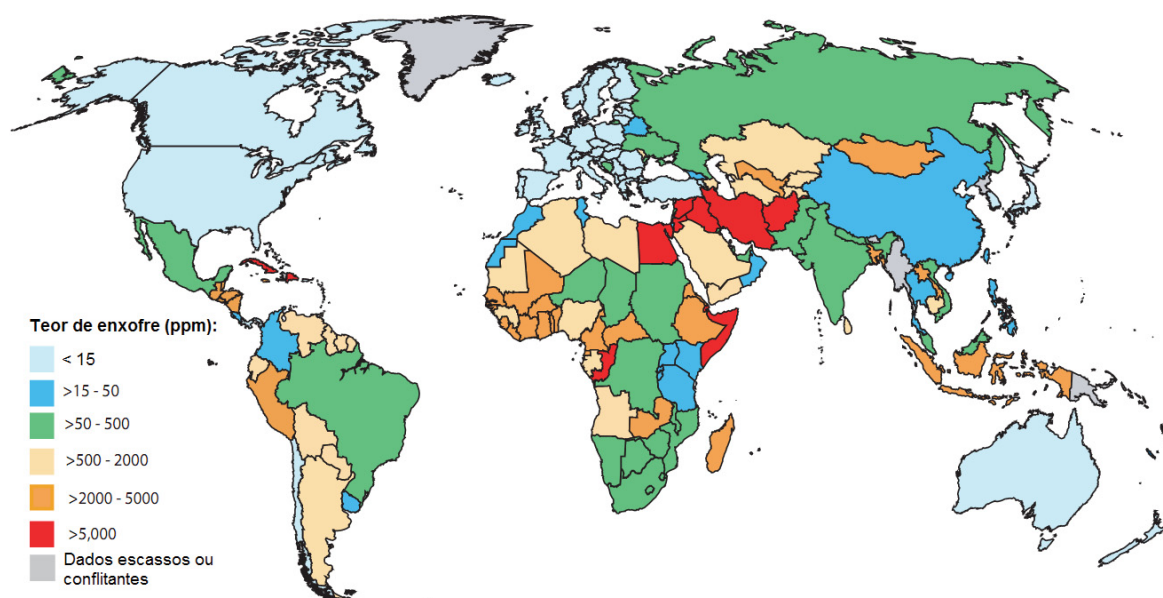 Teor de enxofre (ppm):
< 15
>15 - 50
>50 - 500
>500 - 2000
>2000 - 5000
>5,000
Dados escassos ou
conflitantes